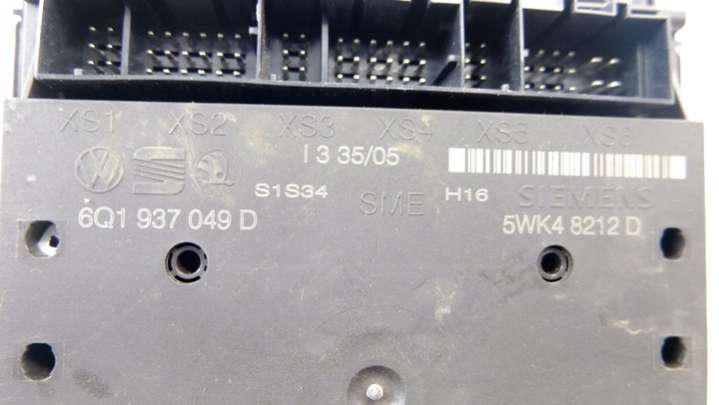 XS1 XS2 XS3 XS4 XS5 XS6
I 3 35/05
S1S34 SME H16 SIEMENS
6Q1 937 049 D 5WK4 8212 D